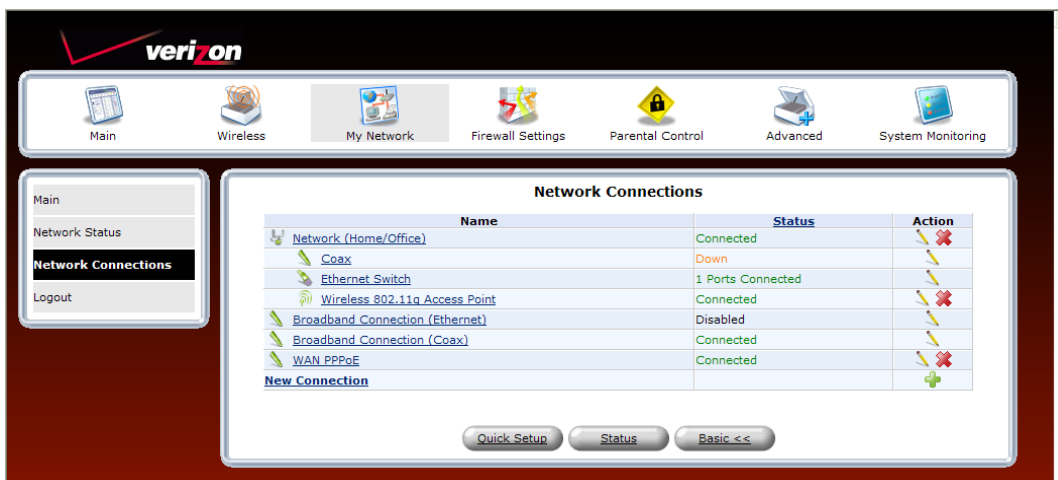 verizon
Main Wireless My Network Firewall Settings Parental Control Advanced System Monitoring
Main
Network Status
Network Connections
Logout
Network Connections
Name Status Action
Network (Home/Office) Connected
Coax Down
Ethernet Switch 1 Ports Connected
Wireless 802.11g Access Point Connected
Broadband Connection (Ethernet) Disabled
Broadband Connection (Coax) Connected
WAN PPPoE Connected
New Connection
Quick Setup Status Basic <<